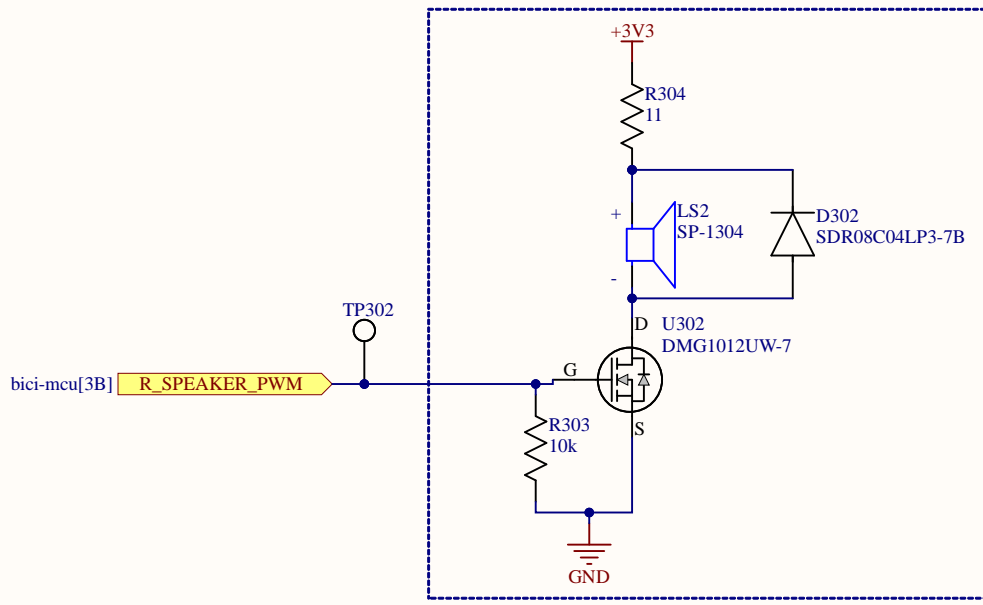 +3V3
R304
11
+
LS2
SP-1304
-
D302
SDR08C04LP3-7B
TP302
D
U302
DMG1012UW-7
bici-mcu[3B]
R_SPEAKER_PWM
G
S
R303
10k
GND